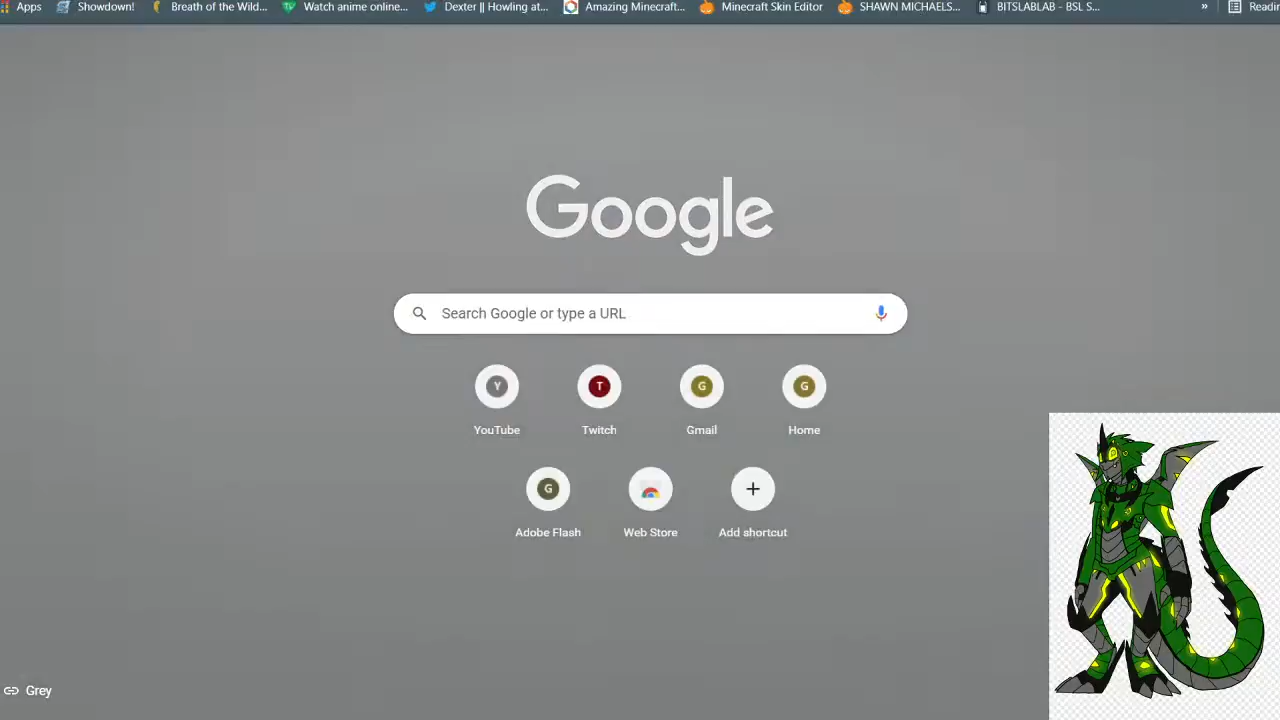 Apps Showdown! Breath of the Wild... Watch anime online... Dexter || Howling at... Amazing Minecraft... Minecraft Skin Editor SHAWN MICHAELS... BITSLABLAB - BSL S... » Readin
Google
Search Google or type a URL
Y T G G
YouTube Twitch Gmail Home
G
Adobe Flash Web Store Add shortcut
Grey